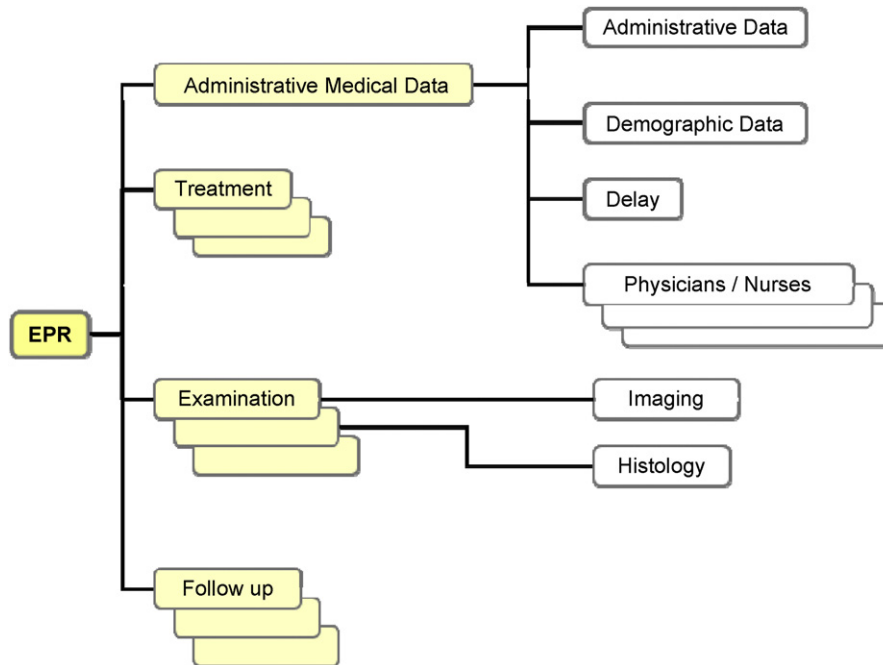 Administrative Data
Administrative Medical Data
Demographic Data
Treatment
Delay
Physicians / Nurses
EPR
Examination
Imaging
Histology
Follow up